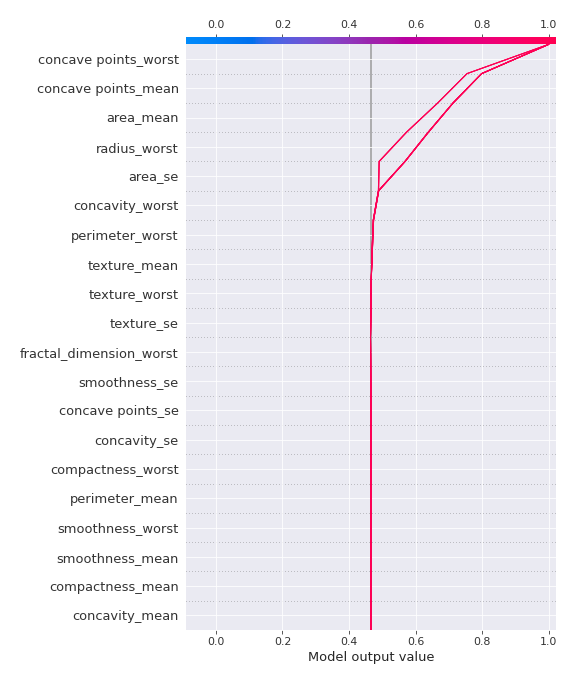 0.0 0.2 0.4 0.6 0.8 1.0
concave points_worst
concave points_mean
area_mean
radius_worst
area_se
concavity_worst
perimeter_worst
texture_mean
texture_worst
texture_se
fractal_dimension_worst
smoothness_se
concave points_se
concavity_se
compactness_worst
perimeter_mean
smoothness_worst
smoothness_mean
compactness_mean
concavity_mean
0.0 0.2 0.4 0.6 0.8 1.0
Model output value